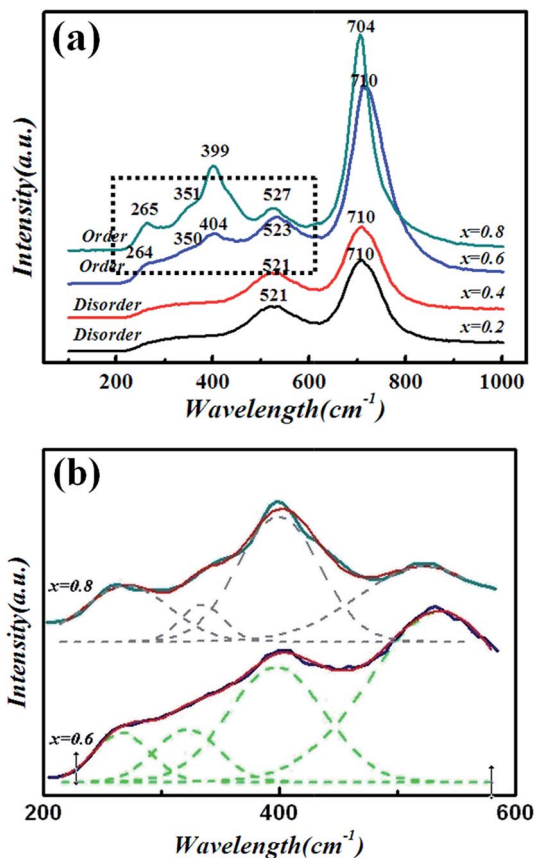 (a)
704
710
399
351
265
527
Order
264
350
404
523
Order
x=0.8
x=0.6
710
521
Disorder
x=0.4
710
521
Disorder
x=0.2
Intensity(a.u.)
200 400 600 800 1000
Wavelength(cm-1)
(b)
x=0.8
x=0.6
Intensity(a.u.)
200 400 600
Wavelength(cm-1)